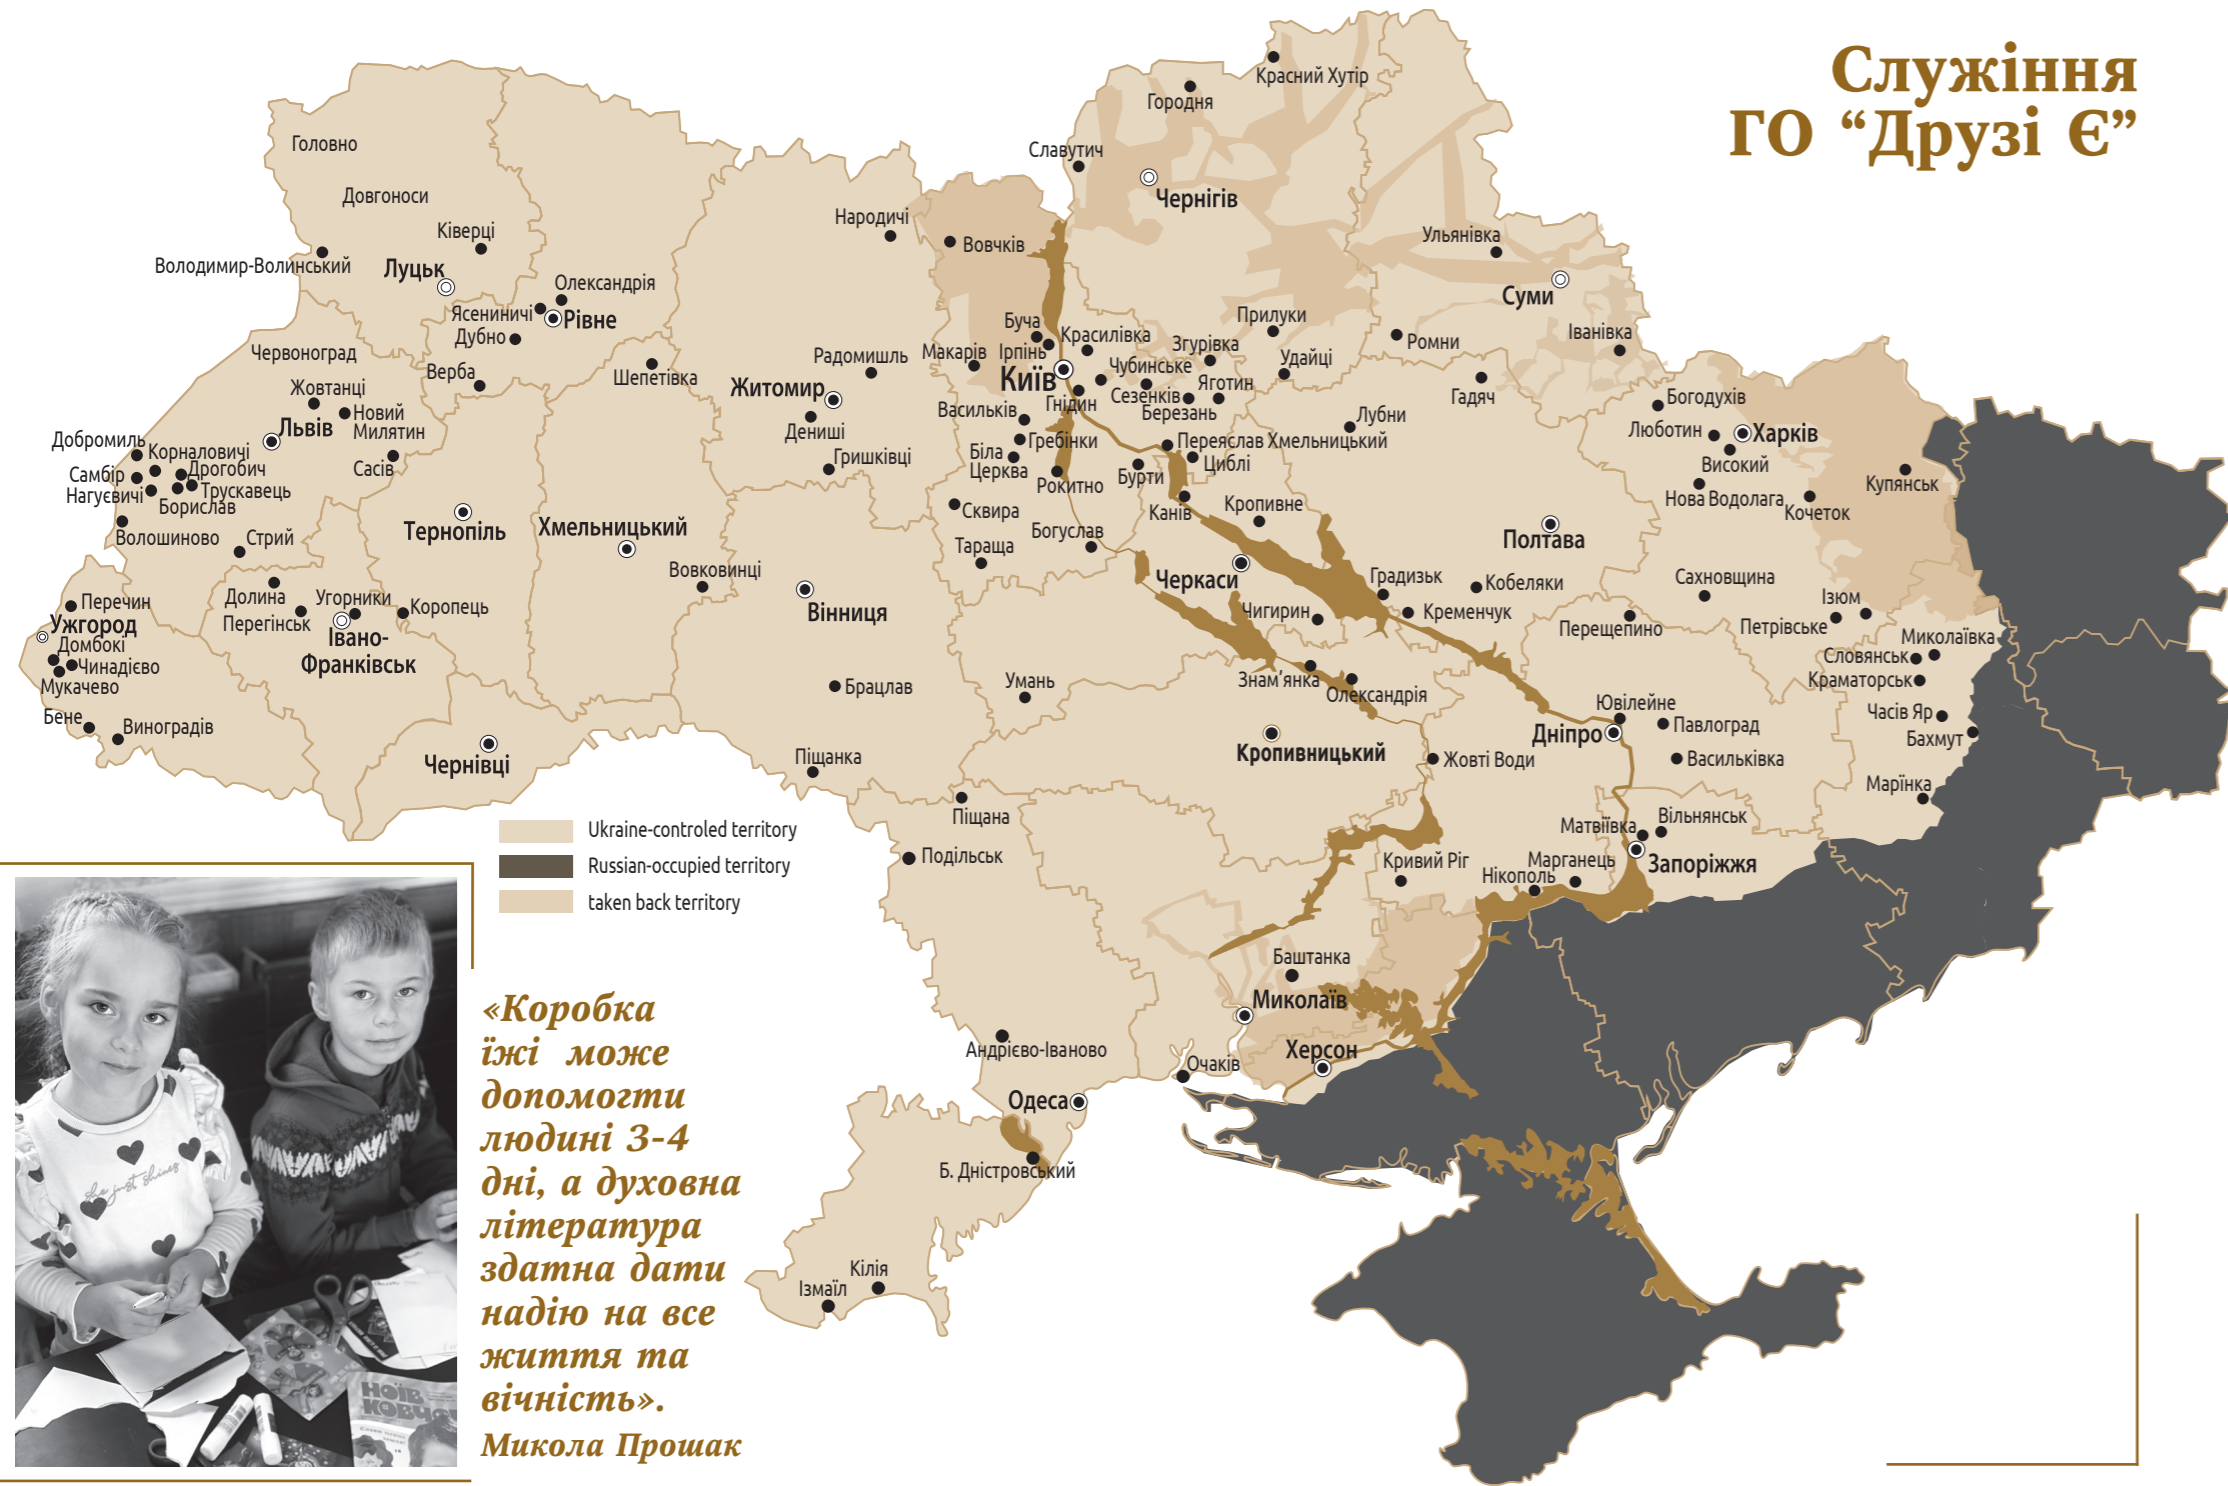 Служіння
ГО “Друзі Є”
Красний Хутір
Городня
Славутич
Чернігів
Головно
Довгоноси
Ківерці
Володимир-Волинський
Луцьк
Народичі
Вовчків
Ульянівка
Суми
Олександрія
Ясениничі
Рівне
Дубно
Верба
Шепетівка
Червоноград
Жовтанці
Новий
Милятин
Львів
Сасів
Добромиль
Корналовичі
Самбір
Дрогобич
Нагуєвичі
Трускавець
Борислав
Волошиново
Стрий
Радомишль
Житомир
Дениші
Гришківці
Буча
Макарів
Ірпінь
Красилівка
Київ
Чубинське
Згурівка
Прилуки
Удайці
Ромни
Іванівка
Гнідин
Сезенків
Яготин
Березань
Васильків
Гребінки
Біла
Церква
Рокитно
Переяслав Хмельницький
Циблі
Бурти
Лубни
Гадяч
Богодухів
Люботин
Харків
Високий
Нова Водолага
Кочеток
Купянськ
Тернопіль
Хмельницький
Вовковинці
Вінниця
Сквира
Тараща
Богуслав
Канів
Кропивне
Черкаси
Чигирин
Полтава
Градизьк
Кобеляки
Кременчук
Сахновщина
Перещепино
Ізюм
Петрівське
Миколаївка
Словянськ
Краматорськ
Часів Яр
Бахмут
Марїнка
Перечин
Ужгород
Домбокі
Чинадієво
Мукачево
Бене
Виноградів
Долина
Перегінськ
Угорники
Івано-
Франківськ
Коропець
Чернівці
Брацлав
Піщанка
Умань
Знам’янка
Олександрія
Кропивницький
Ювілейне
Дніпро
Павлоград
Васильківка
Жовті Води
Піщана
Подільськ
Матвіївка
Вільнянськ
Запоріжжя
Марганець
Нікополь
Кривий Ріг
Баштанка
Миколаїв
Херсон
Очаків
Андрієво-Іваново
Одеса
Б. Дністровський
Кілія
Ізмаїл
Ukraine-controled territory
Russian-occupied territory
taken back territory
«Коробка
їжі може
допомогти
людині 3-4
дні, а духовна
література
здатна дати
надію на все
життя та
вічність».
Микола Прошак
she just shines
НОЇВ
КОВЧЕ